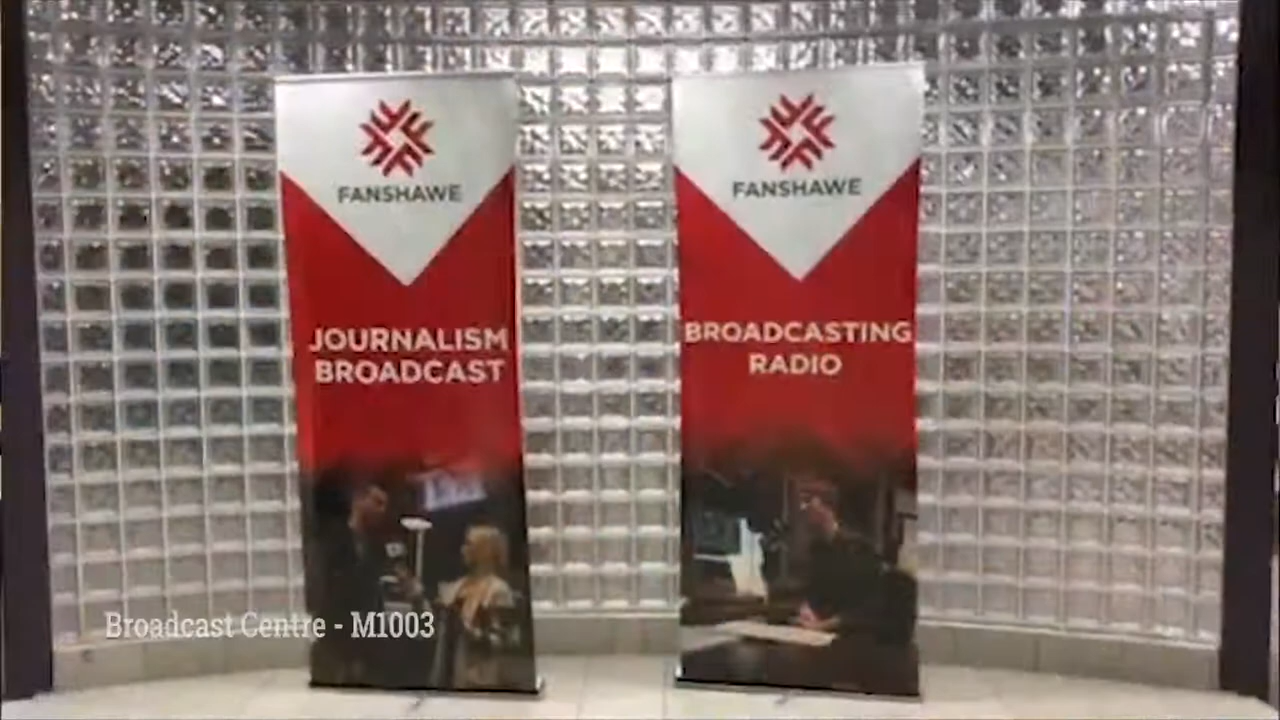 FANSHAWE
JOURNALISM
BROADCAST
FANSHAWE
BROADCASTING
RADIO
Broadcast Centre - M1003